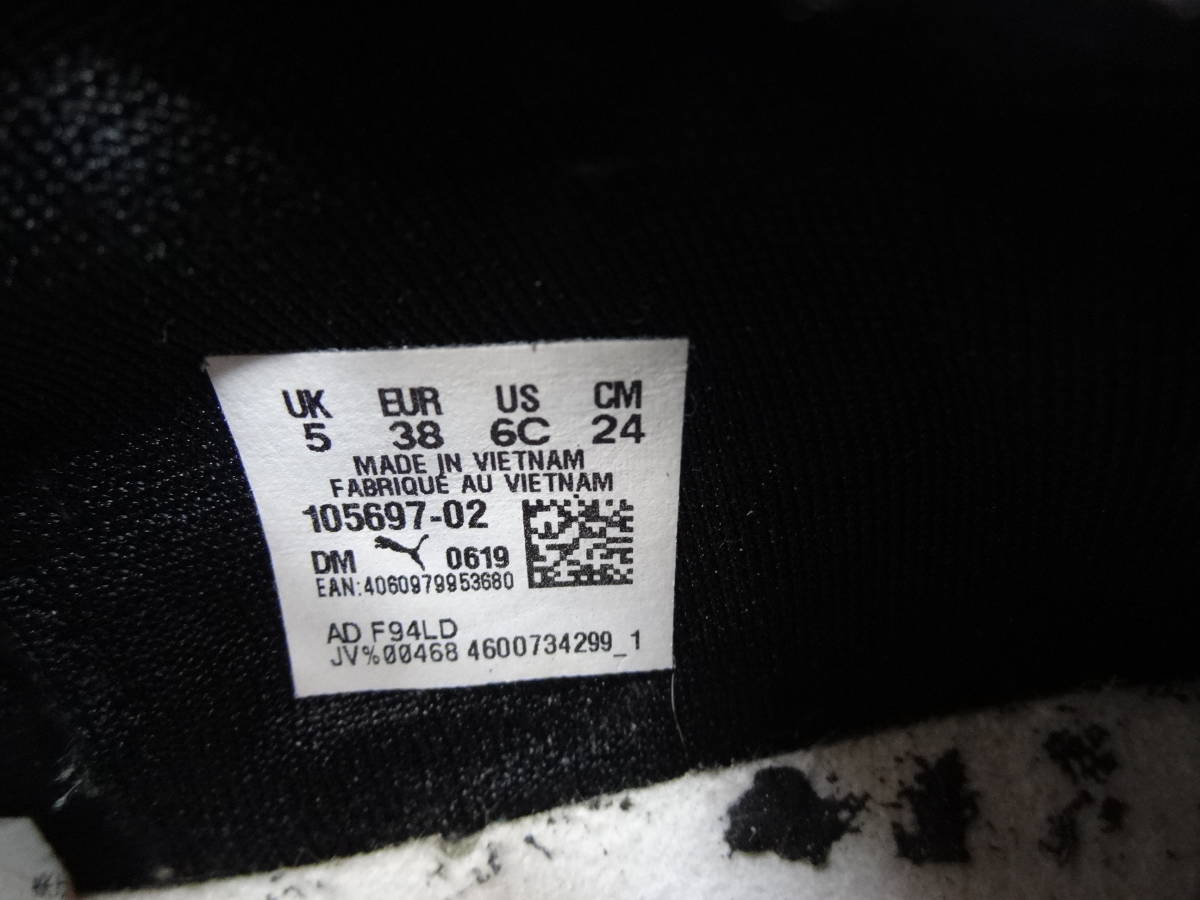 UK EUR US CM
5 38 6C 24
MADE IN VIETNAM
FABRIQUE AU VIETNAM
105697-02
DM 0619
EAN:4060979953680
AD F94LD
JV%00468 4600734299_1